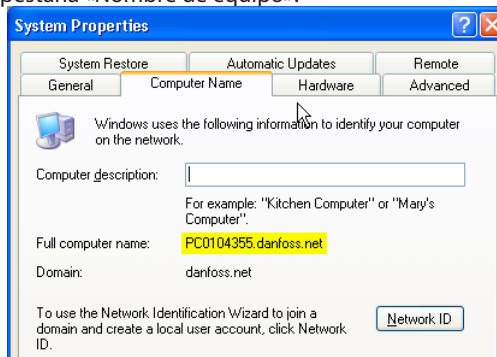 pestaña «Nombre de equipo».
System Properties
System Restore Automatic Updates Remote
General Computer Name Hardware Advanced
Windows uses the following information to identify your computer
on the network.
Computer description:
For example: "Kitchen Computer" or "Mary's
Computer".
Full computer name: PC0104355.danfoss.net
Domain: danfoss.net
To use the Network Identification Wizard to join a
domain and create a local user account, click Network
ID.
Network ID